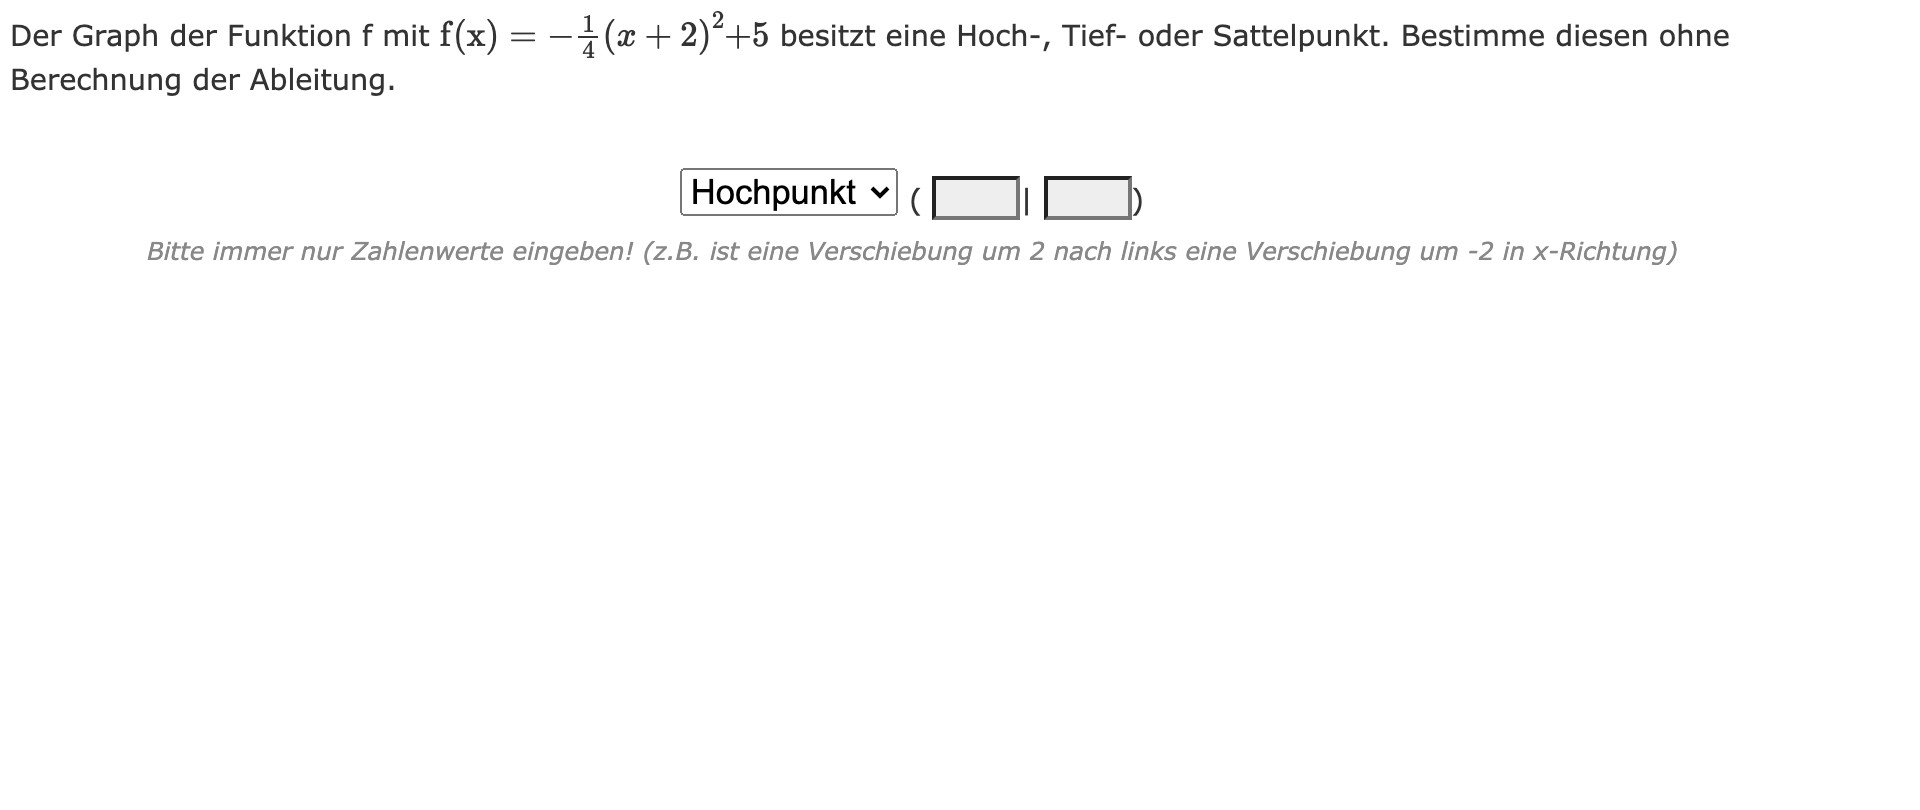 Der Graph der Funktion f mit f(x) = −1/4(x + 2)²+5 besitzt eine Hoch-, Tief- oder Sattelpunkt. Bestimme diesen ohne
Berechnung der Ableitung.
Hochpunkt ( | )
Bitte immer nur Zahlenwerte eingeben! (z.B. ist eine Verschiebung um 2 nach links eine Verschiebung um -2 in x-Richtung)